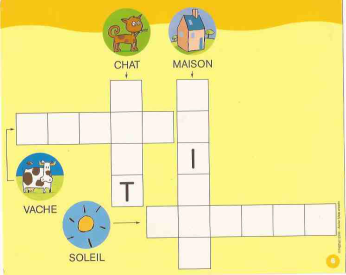 CHAT MAISON
I
T
VACHE
SOLEIL